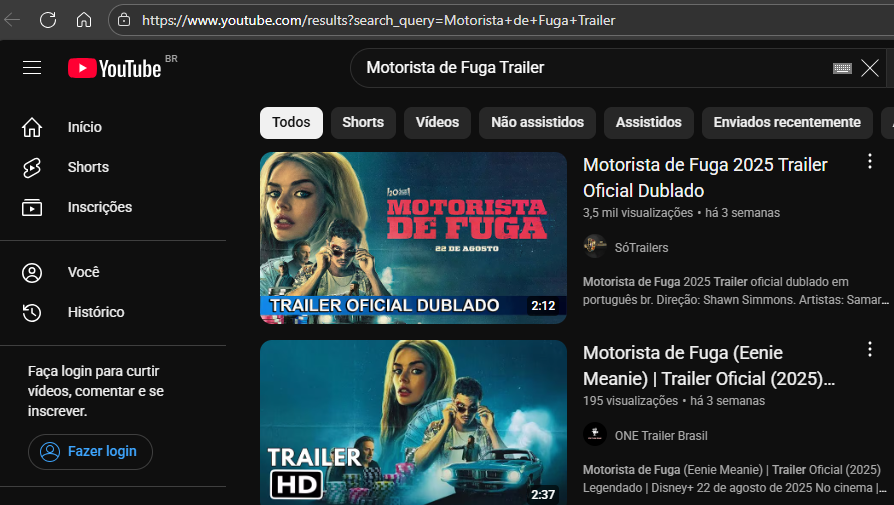 https://www.youtube.com/results?search_query=Motorista+de+Fuga+Trailer
YouTube BR
Motorista de Fuga Trailer
Início
Shorts
Inscrições
Você
Histórico
Faça login para curtir
vídeos, comentar e se
inscrever.
Fazer login
Todos
Shorts
Vídeos
Não assistidos
Assistidos
Enviados recentemente
MOTORISTA
DE FUGA
22 DE AGOSTO
TRAILER OFICIAL DUBLADO
2:12
Motorista de Fuga 2025 Trailer
Oficial Dublado
3,5 mil visualizações • há 3 semanas
SóTrailers
Motorista de Fuga 2025 Trailer oficial dublado em
português br. Direção: Shawn Simmons. Artistas: Samar...
TRAILER
HD
2:37
Motorista de Fuga (Eenie
Meanie) | Trailer Oficial (2025)...
195 visualizações • há 3 semanas
ONE Trailer Brasil
Motorista de Fuga (Eenie Meanie) | Trailer Oficial (2025)
Legendado | Disney+ 22 de agosto de 2025 No cinema |...